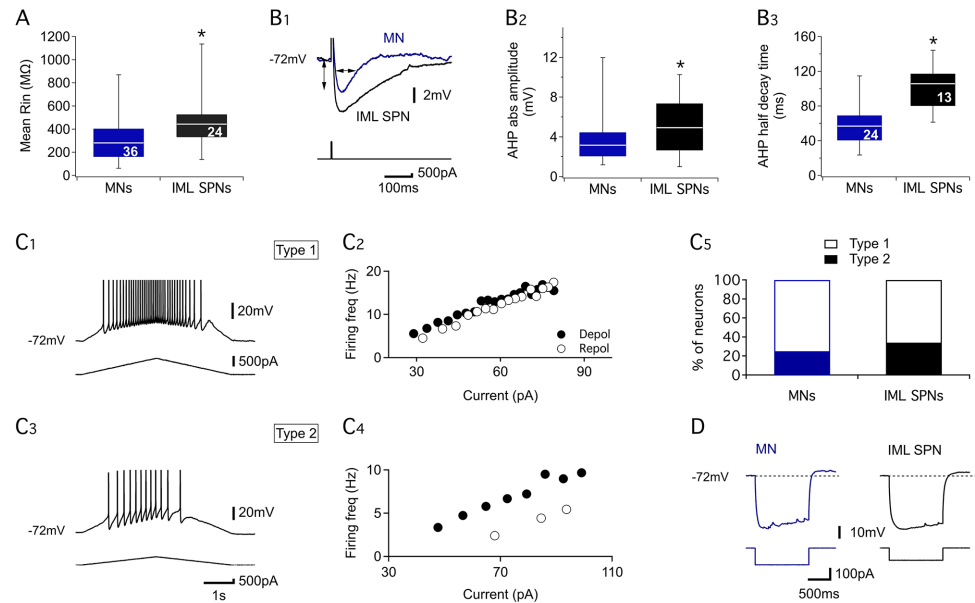 A
Mean Rin (MΩ)
1200
1000
800
600
400
200
0
36
*
24
MNs
IML SPNs
B1
MN
-72mV
2mV
IML SPN
500pA
100ms
B2
AHP abs amplitude
(mV)
12
8
4
0
*
MNs
IML SPNs
B3
AHP half decay time
(ms)
160
120
80
40
0
24
*
13
MNs
IML SPNs
C1
Type 1
20mV
-72mV
500pA
C2
Firing freq (Hz)
20
10
0
Depol
Repol
30
60
90
Current (pA)
C5
Type 1
Type 2
% of neurons
100
80
60
40
20
0
MNs
IML SPNs
C3
Type 2
20mV
-72mV
500pA
1s
C4
Firing freq (Hz)
10
5
0
30
70
110
Current (pA)
D
MN
IML SPN
-72mV
10mV
100pA
500ms